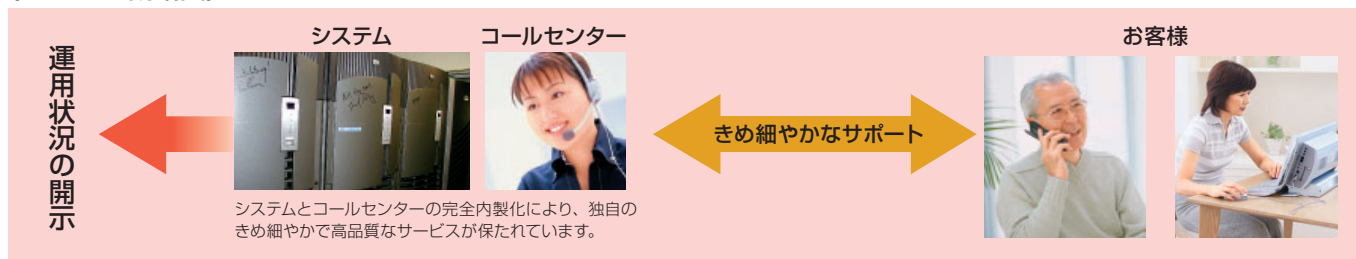 システム
コールセンター
お客様
運用状況の開示
きめ細やかなサポート
システムとコールセンターの完全内製化により、独自の
きめ細やかで高品質なサービスが保たれています。